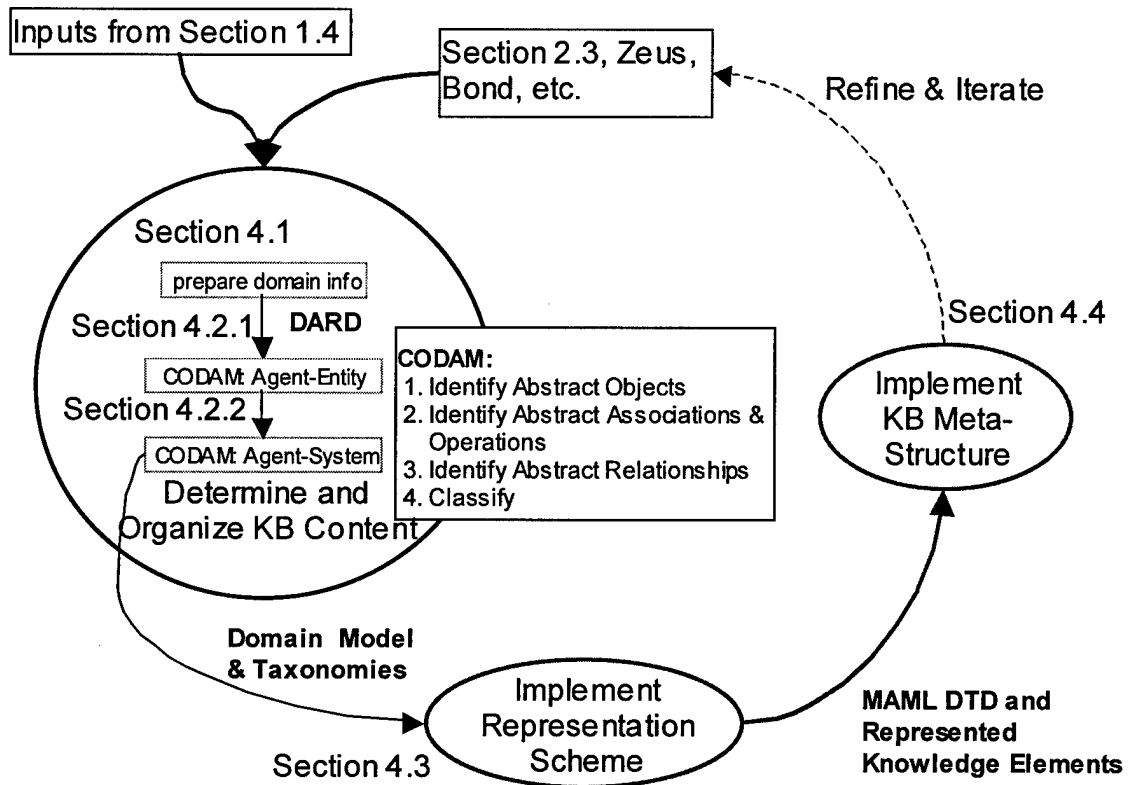 Inputs from Section 1.4
Section 2.3, Zeus,
Bond, etc.
Refine & Iterate
Section 4.1
prepare domain info
Section 4.2.1
DARD
CODAM: Agent-Entity
Section 4.2.2
CODAM: Agent-System
Determine and
Organize KB Content
CODAM:
1. Identify Abstract Objects
2. Identify Abstract Associations &
Operations
3. Identify Abstract Relationships
4. Classify
Section 4.4
Implement
KB Meta-
Structure
Domain Model
& Taxonomies
Implement
Representation
Scheme
Section 4.3
MAML DTD and
Represented
Knowledge Elements